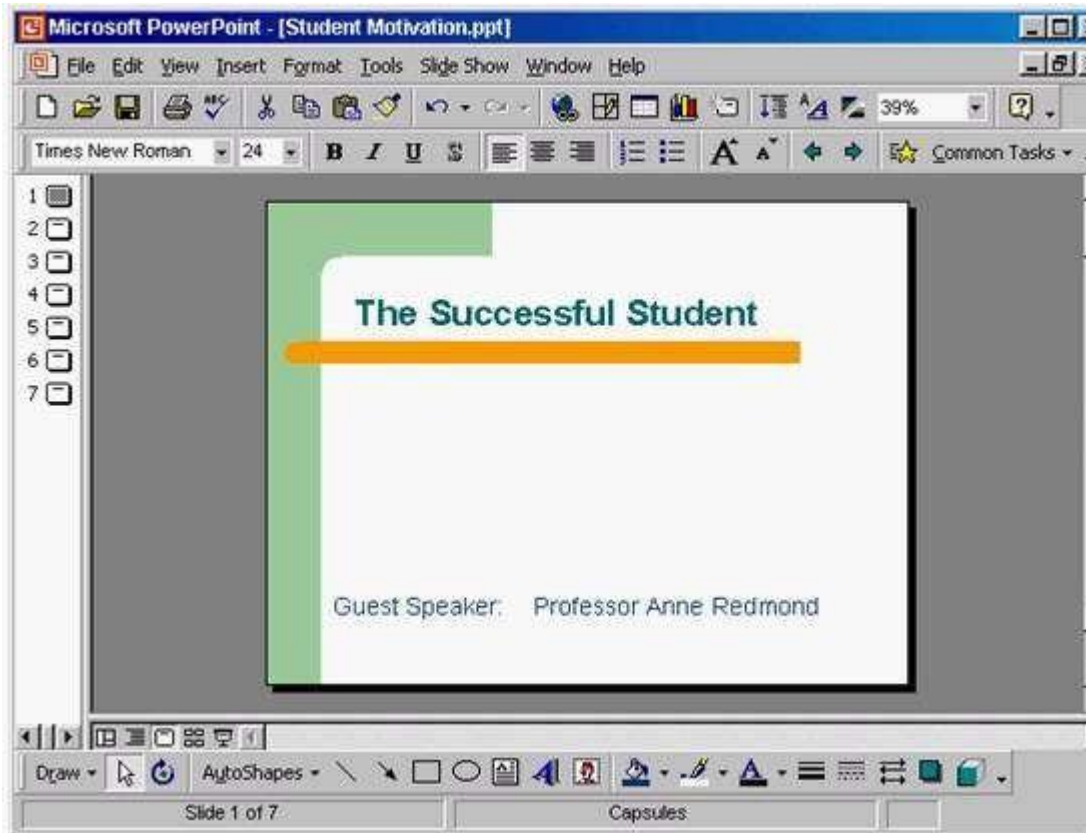 Microsoft PowerPoint - [Student Motivation.ppt]
File Edit View Insert Format Tools Slide Show Window Help
ABC A 39% ?
Times New Roman 24 B I U S A A Common Tasks
1
2
3
4
5
6
7
The Successful Student
Guest Speaker: Professor Anne Redmond
Draw AutoShapes A A
Slide 1 of 7 Capsules